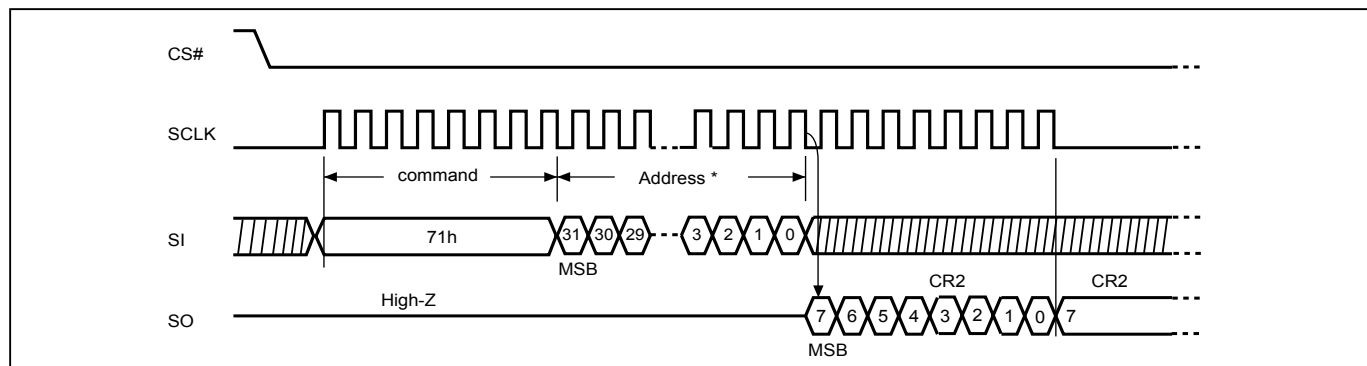 CS#
SCLK
command
Address *
SI
71h
31 30 29 3 2 1 0
MSB
CR2 CR2
High-Z
SO
7 6 5 4 3 2 1 0 7
MSB